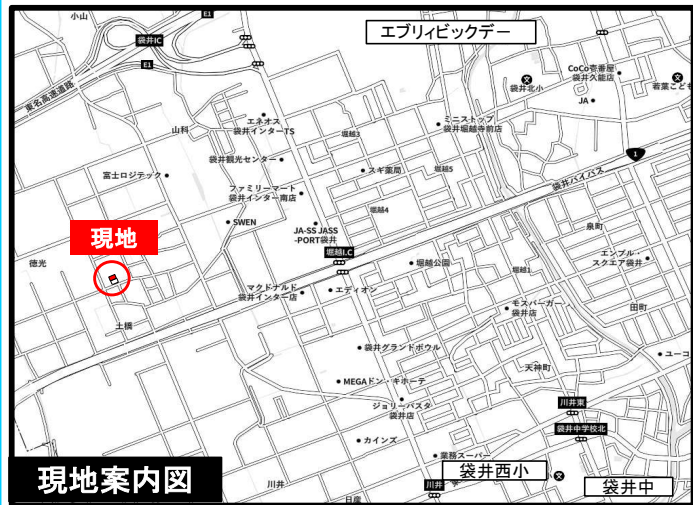 小山
E1
エブリィビックデー
袋井IC
E1
東名高速道路
CoCo壱番屋
袋井久能店
文
袋井北小
文
若葉こども
JA
エネオス
袋井インターTS
ミニストップ
袋井堀越寺前店
山科
堀越3
袋井観光センター
スギ薬局
堀越5
1
富士ロジテック
袋井バイパス
ファミリーマート
袋井インター南店
堀越4
SWEN
JA-SS JASS
-PORT袋井
泉町
現地
堀越I.C
徳光
堀越公園
堀越1
エンブル・
スクエア袋井
マクドナルド
袋井インター店
エディオン
モスバーガー
袋井店
田町
土橋
袋井グランドボウル
ユーコ
天神町
MEGAドン・キホーテ
ジョリーパスタ
袋井店
川井東
袋井中学校北
カインズ
業務スーパー
現地案内図
袋井西小
文
川井
川井
日産
袋井中